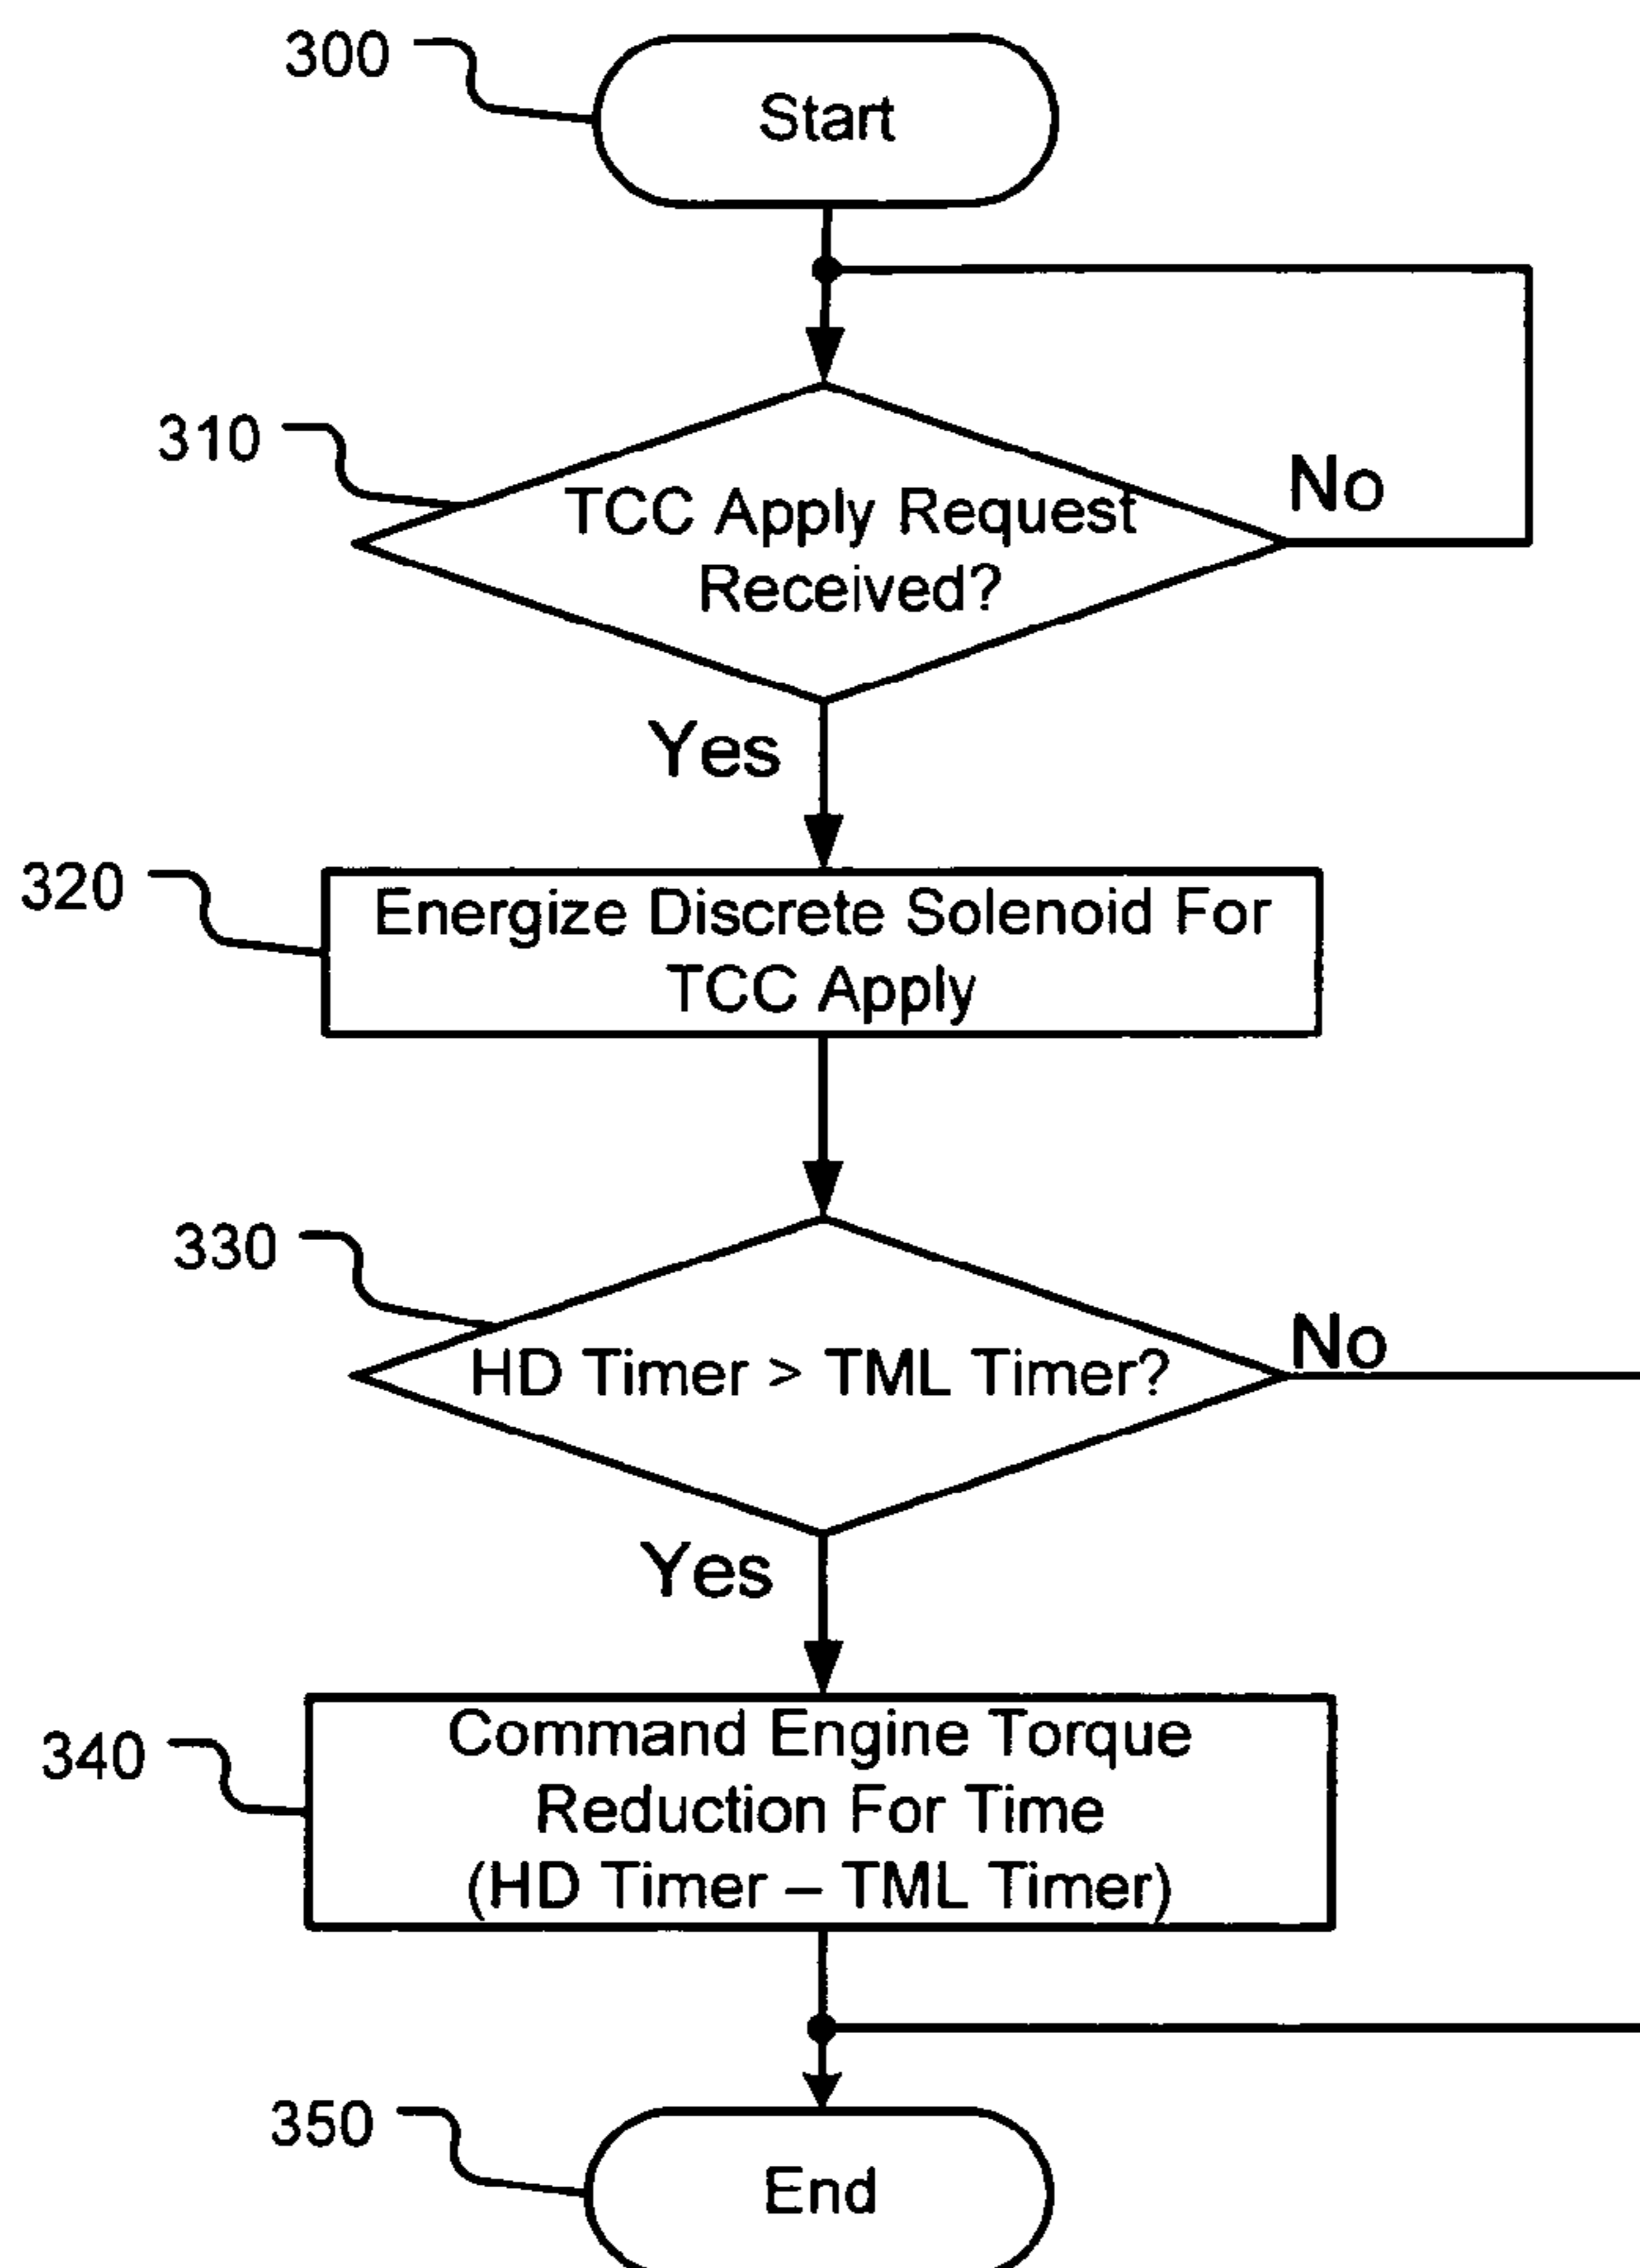 300
Start
310
TCC Apply Request
Received?
No
Yes
320
Energize Discrete Solenoid For
TCC Apply
330
HD Timer > TML Timer?
No
Yes
340
Command Engine Torque
Reduction For Time
(HD Timer – TML Timer)
350
End